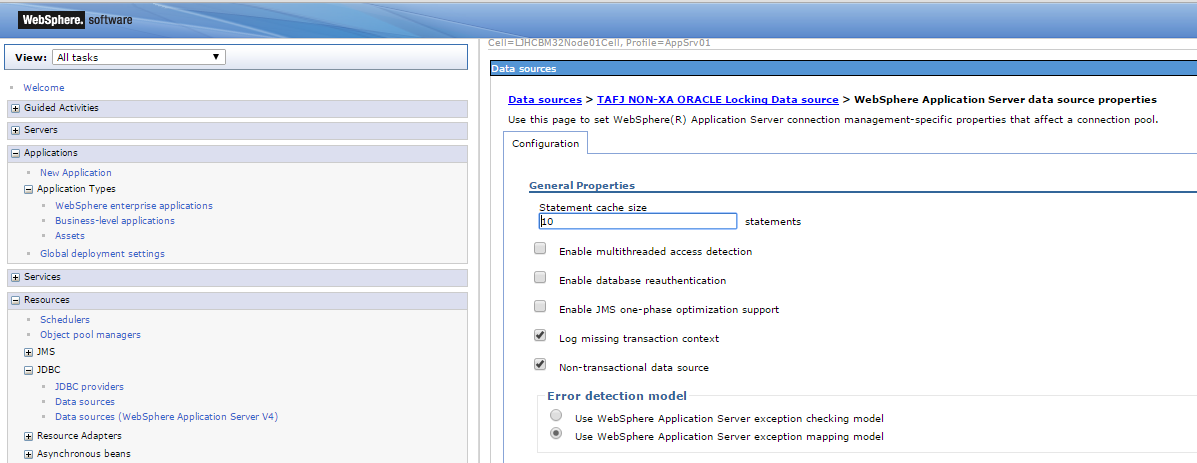 WebSphere. software
View: All tasks
Welcome
Guided Activities
Servers
Applications
New Application
Application Types
WebSphere enterprise applications
Business-level applications
Assets
Global deployment settings
Services
Resources
Schedulers
Object pool managers
JMS
JDBC
JDBC providers
Data sources
Data sources (WebSphere Application Server V4)
Resource Adapters
Asynchronous beans
Cell=LJHCBM32Node01Cell, Profile=AppSrv01
Data sources
Data sources > TAFJ NON-XA ORACLE Locking Data source > WebSphere Application Server data source properties
Use this page to set WebSphere(R) Application Server connection management-specific properties that affect a connection pool.
Configuration
General Properties
Statement cache size
10 statements
Enable multithreaded access detection
Enable database reauthentication
Enable JMS one-phase optimization support
Log missing transaction context
Non-transactional data source
Error detection model
Use WebSphere Application Server exception checking model
Use WebSphere Application Server exception mapping model